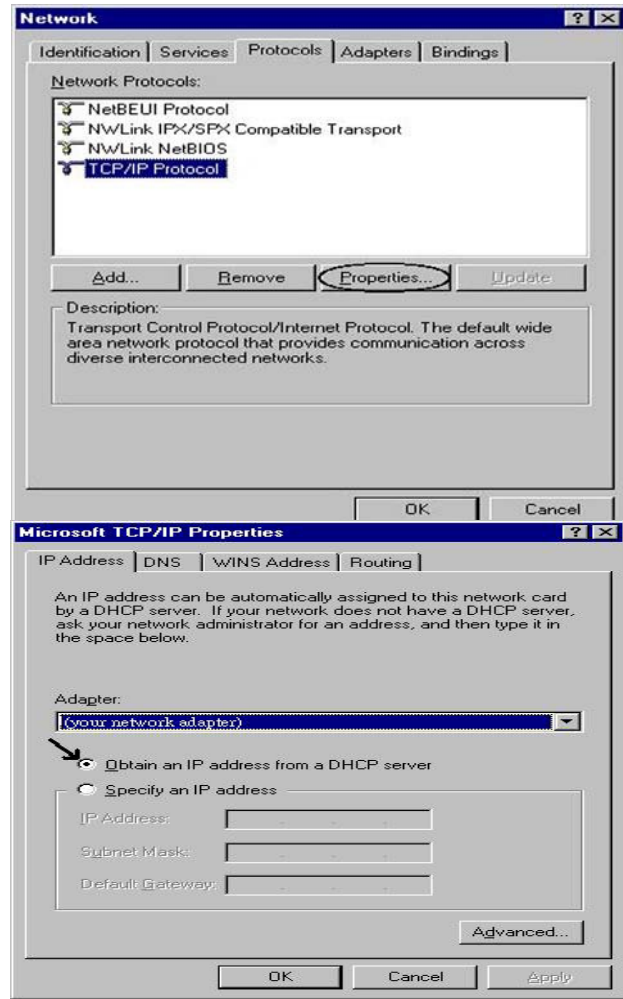 Network
Identification Services Protocols Adapters Bindings
Network Protocols:
NetBEUI Protocol
NWLink IPX/SPX Compatible Transport
NWLink NetBIOS
TCP/IP Protocol
Add... Remove Properties... Update
Description:
Transport Control Protocol/Internet Protocol. The default wide
area network protocol that provides communication across
diverse interconnected networks.
OK Cancel
Microsoft TCP/IP Properties
IP Address DNS WINS Address Routing
An IP address can be automatically assigned to this network card
by a DHCP server. If your network does not have a DHCP server,
ask your network administrator for an address, and then type it in
the space below.
Adapter:
(your network adapter)
Obtain an IP address from a DHCP server
Specify an IP address
IP Address:
Subnet Mask:
Default Gateway:
Advanced...
OK Cancel Apply